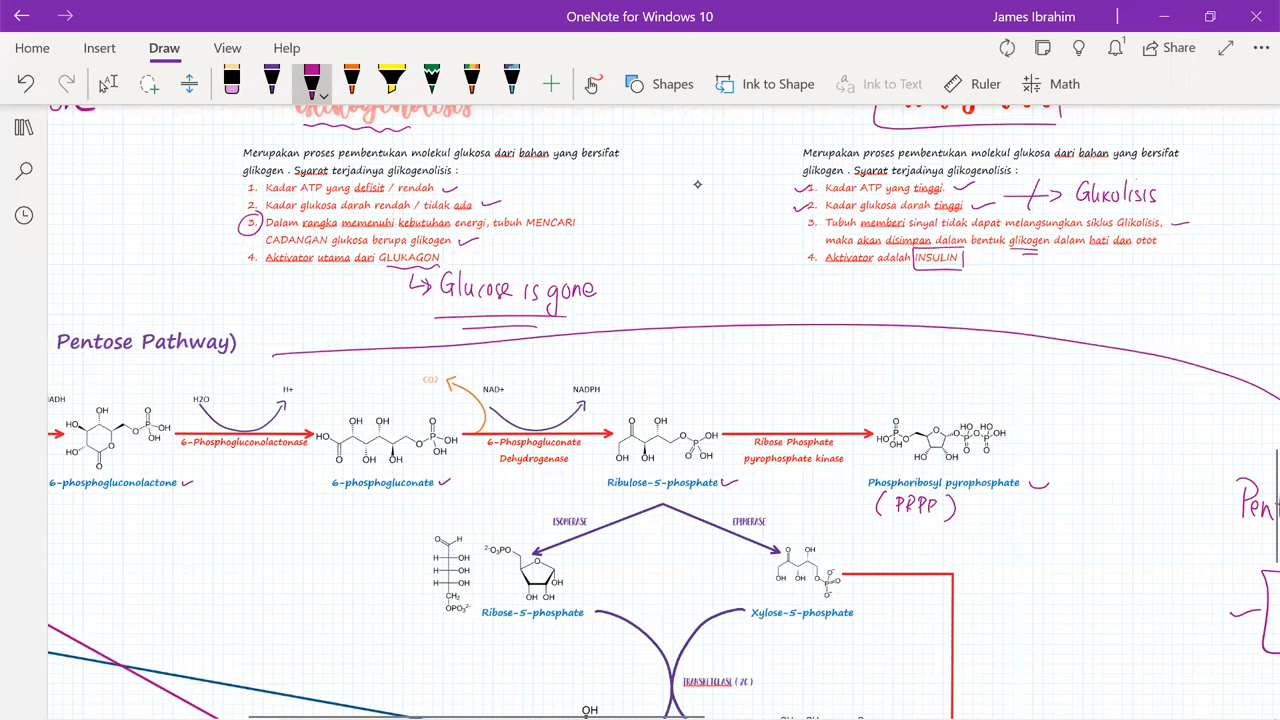 OneNote for Windows 10
James Ibrahim
Home Insert Draw View Help
1
Share
Shapes
Ink to Shape
Ink to Text
Ruler
Math
Merupakan proses pembentukan molekul glukosa dari bahan yang bersifat
glikogen . Syarat terjadinya glikogenolisis :
1. Kadar ATP yang defisit / rendah
2. Kadar glukosa darah rendah / tidak ada
3. Dalam rangka memenuhi kebutuhan energi, tubuh MENCARI
CADANGAN glukosa berupa glikogen
4. Aktivator utama dari GLUKAGON
Glucose is gone
Merupakan proses pembentukan molekul glukosa dari bahan yang bersifat
glikogen . Syarat terjadinya glikogenolisis :
1. Kadar ATP yang tinggi.
2. Kadar glukosa darah tinggi
Glikolisis
3. Tubuh memberi sinyal tidak dapat melangsungkan siklus Glikolisis,
maka akan disimpan dalam bentuk glikogen dalam hati dan otot
4. Aktivator adalah INSULIN
Pentose Pathway)
CO2
H2O
H+
NAD+
NADPH
6-Phosphogluconolactonase
6-Phosphogluconate
Dehydrogenase
Ribose Phosphate
pyrophosphate kinase
6-phosphogluconolactone
6-phosphogluconate
Ribulose-5-phosphate
Phosphoribosyl pyrophosphate
(PRPP)
Pent
ISOMERASE
EPIMERASE
Ribose-5-phosphate
Xylose-5-phosphate
TRANSKETOLASE (2C)
OH